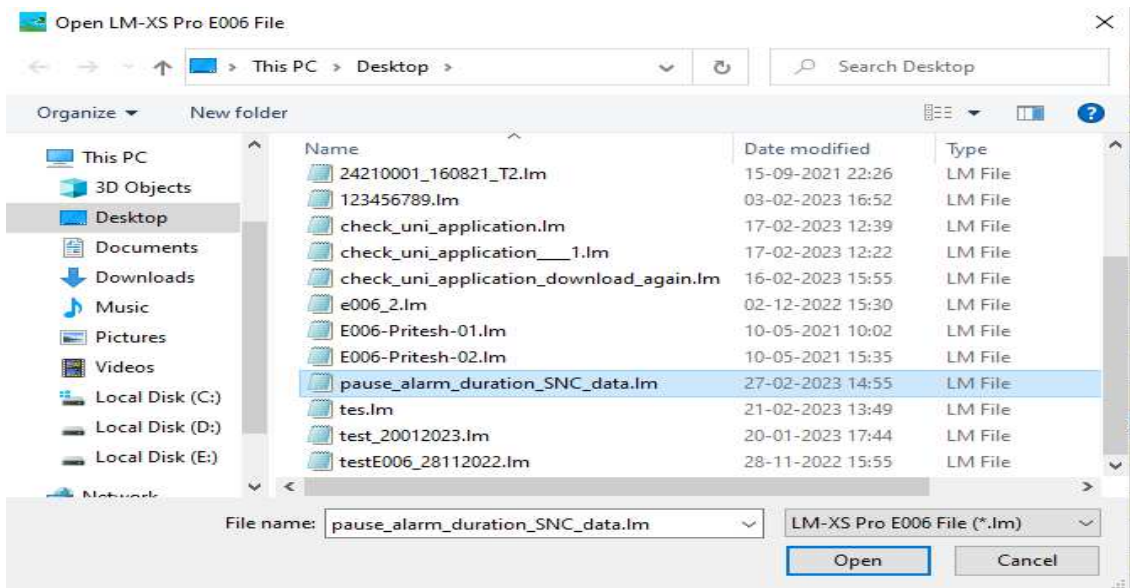 Open LM-XS Pro E006 File
This PC > Desktop >
Search Desktop
Organize
New folder
This PC
3D Objects
Desktop
Documents
Downloads
Music
Pictures
Videos
Local Disk (C:)
Local Disk (D:)
Local Disk (E:)
Network
Name Date modified Type
24210001_160821_T2.lm 15-09-2021 22:26 LM File
123456789.lm 03-02-2023 16:52 LM File
check_uni_application.lm 17-02-2023 12:39 LM File
check_uni_application___1.lm 17-02-2023 12:22 LM File
check_uni_application_download_again.lm 16-02-2023 15:55 LM File
e006_2.lm 02-12-2022 15:30 LM File
E006-Pritesh-01.lm 10-05-2021 10:02 LM File
E006-Pritesh-02.lm 10-05-2021 15:35 LM File
pause_alarm_duration_SNC_data.lm 27-02-2023 14:55 LM File
tes.lm 21-02-2023 13:49 LM File
test_20012023.lm 20-01-2023 17:44 LM File
testE006_28112022.lm 28-11-2022 15:55 LM File
File name: pause_alarm_duration_SNC_data.lm
LM-XS Pro E006 File (*.lm)
Open
Cancel